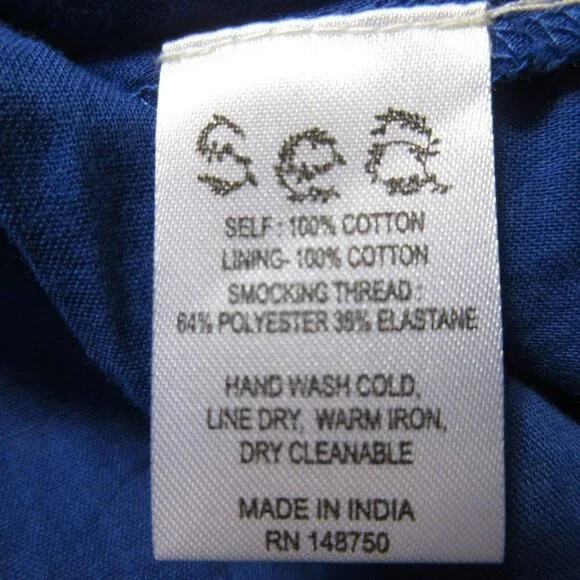 Sea
SELF : 100% COTTON
LINING- 100% COTTON
SMOCKING THREAD :
64% POLYESTER 36% ELASTANE
HAND WASH COLD,
LINE DRY, WARM IRON,
DRY CLEANABLE
MADE IN INDIA
RN 148750